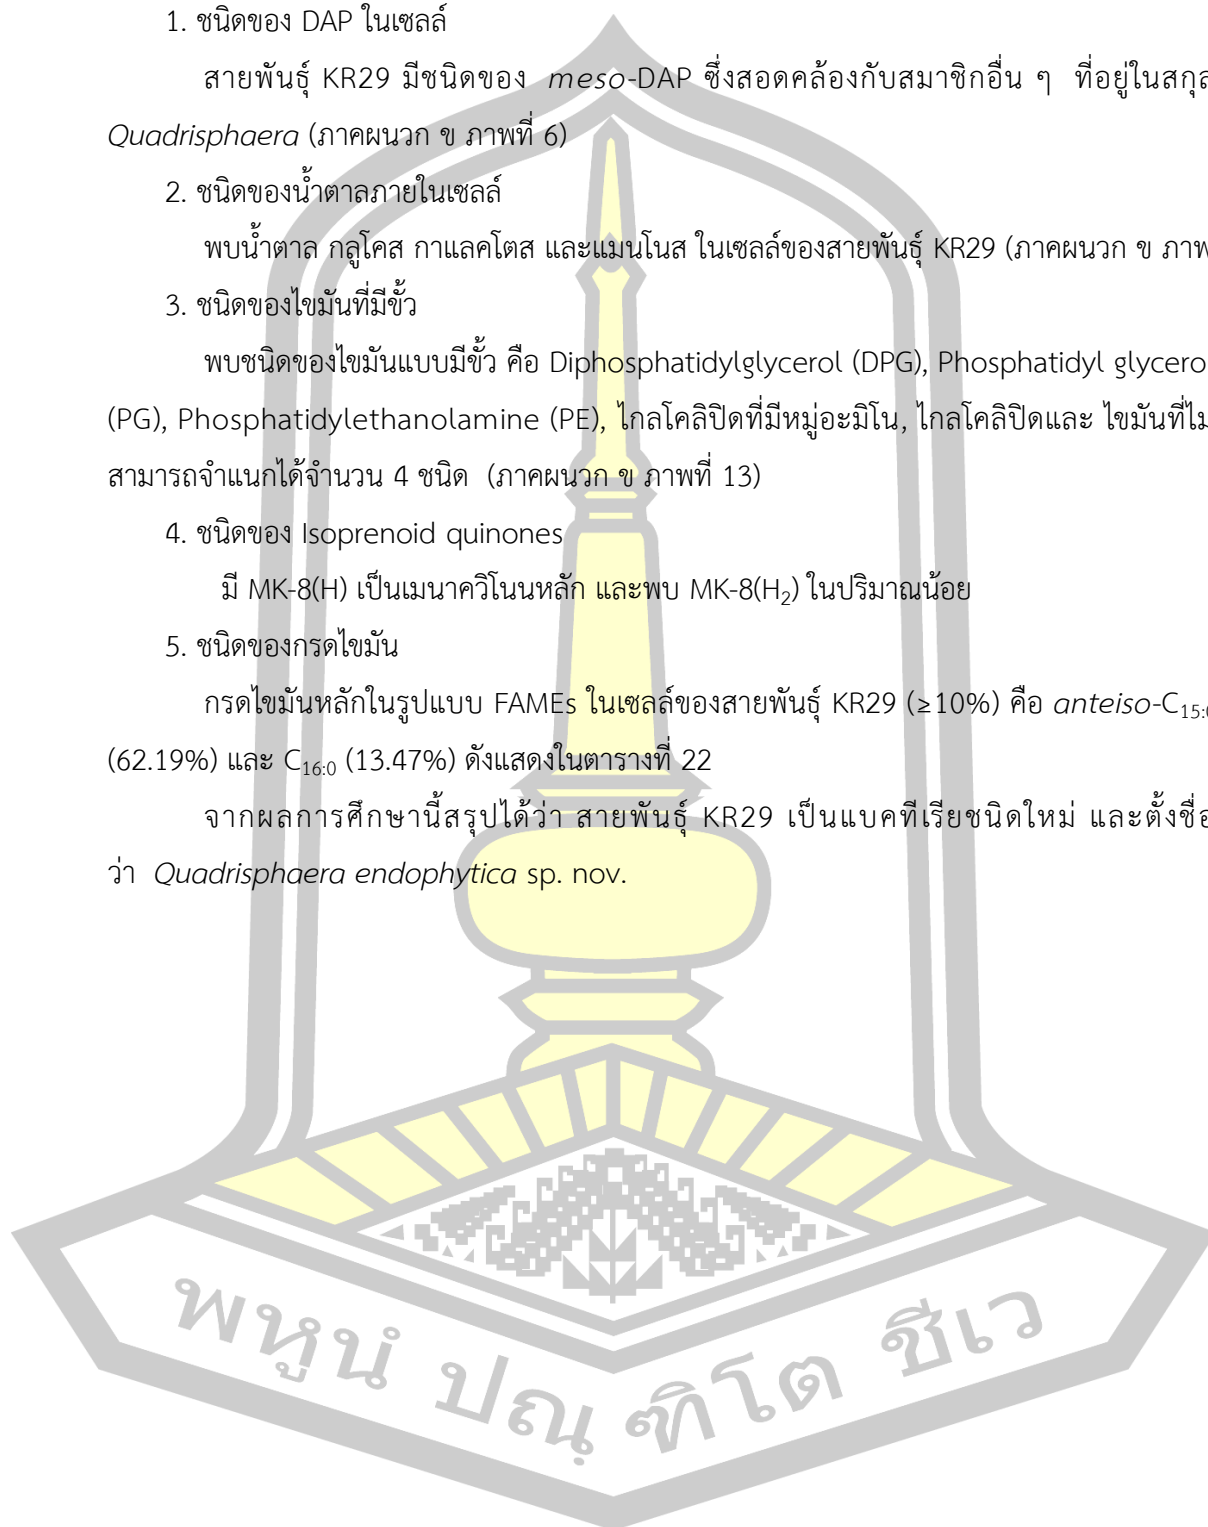 1. ชนิดของ DAP ในเซลล์
สายพันธุ์ KR29 มีชนิดของ meso-DAP ซึ่งสอดคล้องกับสมาชิกอื่น ๆ ที่อยู่ในสกุล
Quadrisphaera (ภาคผนวก ข ภาพที่ 6)
2. ชนิดของน้ำตาลภายในเซลล์
พบน้ำตาล กลูโคส กาแลคโตส และแมนโนส ในเซลล์ของสายพันธุ์ KR29 (ภาคผนวก ข ภาพ
3. ชนิดของไขมันที่มีขั้ว
พบชนิดของไขมันแบบมีขั้ว คือ Diphosphatidylglycerol (DPG), Phosphatidyl glycero
(PG), Phosphatidylethanolamine (PE), ไกลโคลิปิดที่มีหมู่อะมิโน, ไกลโคลิปิดและ ไขมันที่ไม
สามารถจำแนกได้จำนวน 4 ชนิด (ภาคผนวก ข ภาพที่ 13)
4. ชนิดของ Isoprenoid quinones
มี MK-8(H) เป็นเมนาควิโนนหลัก และพบ MK-8(H₂) ในปริมาณน้อย
5. ชนิดของกรดไขมัน
กรดไขมันหลักในรูปแบบ FAMEs ในเซลล์ของสายพันธุ์ KR29 (≥10%) คือ anteiso-C₁₅:₀
(62.19%) และ C₁₆:₀ (13.47%) ดังแสดงในตารางที่ 22
จากผลการศึกษานี้สรุปได้ว่า สายพันธุ์ KR29 เป็นแบคทีเรียชนิดใหม่ และตั้งชื่อ
ว่า Quadrisphaera endophytica sp. nov.
พหูนํ ปณฺฑิโต ชีเว